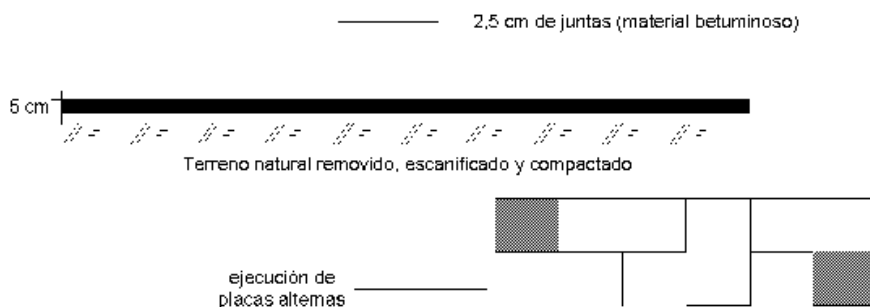 2,5 cm de juntas (material betuminoso)
5 cm
Terreno natural removido, escanificado y compactado
ejecución de
placas alternas